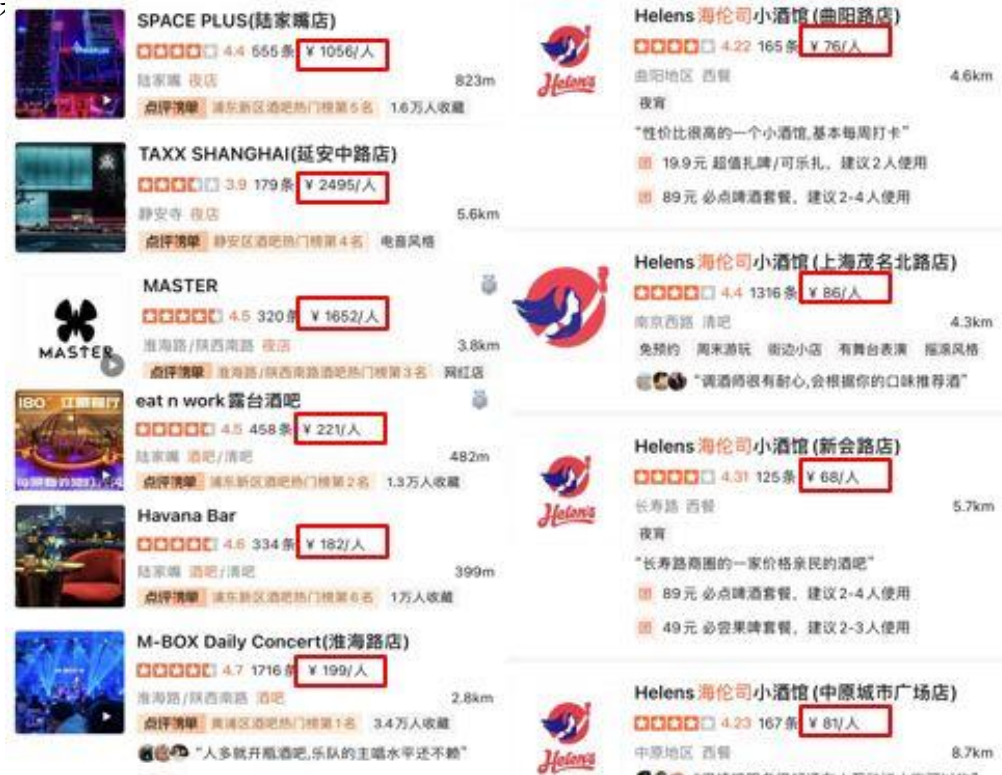 SPACE PLUS(陆家嘴店)
4.4 555条 ¥1056/人
陆家嘴 夜店 823m
点评榜单 浦东新区酒吧热门榜第5名 1.6万人收藏
TAXX SHANGHAI(延安中路店)
3.9 179条 ¥2495/人
静安寺 夜店 5.6km
点评榜单 静安区酒吧热门榜第4名 电音风格
MASTER
MASTER
4.5 320条 ¥1652/人
淮海路/陕西南路 夜店 3.8km
点评榜单 淮海路/陕西南路酒吧热门榜第3名 网红店
180° 江景餐厅
eat n work露台酒吧
4.5 458条 ¥221/人
陆家嘴 酒吧/清吧 482m
点评榜单 浦东新区酒吧热门榜第2名 1.3万人收藏
Havana Bar
4.6 334条 ¥182/人
陆家嘴 酒吧/清吧 399m
点评榜单 浦东新区酒吧热门榜第6名 1万人收藏
M-BOX Daily Concert(淮海路店)
4.7 1716条 ¥199/人
淮海路/陕西南路 酒吧 2.8km
点评榜单 黄浦区酒吧热门榜第1名 3.4万人收藏
“人多就开瓶酒吧,乐队的主唱水平还不赖”
Helens海伦司小酒馆(曲阳路店)
4.22 165条 ¥76/人
Helen's
曲阳地区 西餐 4.6km
夜宵
“性价比很高的一个小酒馆,基本每周打卡”
团 19.9元 超值扎啤/可乐扎，建议2人使用
团 89元 必点啤酒套餐，建议2-4人使用
Helens海伦司小酒馆(上海茂名北路店)
4.4 1316条 ¥86/人
南京西路 清吧 4.3km
免预约 周末游玩 街边小店 有舞台表演 摇滚风格
“调酒师很有耐心,会根据你的口味推荐酒”
Helens海伦司小酒馆(新会路店)
4.31 125条 ¥68/人
Helen's
长寿路 西餐 5.7km
夜宵
“长寿路商圈的一家价格亲民的酒吧”
团 89元 必点啤酒套餐，建议2-4人使用
团 49元 必尝果啤套餐，建议2-3人使用
Helens海伦司小酒馆(中原城市广场店)
4.23 167条 ¥81/人
Helen's
中原地区 西餐 8.7km